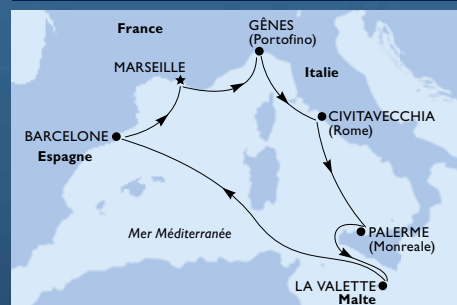 France
GÊNES
(Portofino)
MARSEILLE
Italie
CIVITAVECCHIA
(Rome)
BARCELONE
Espagne
Mer Méditerranée
PALERME
(Monreale)
LA VALETTE
Malte